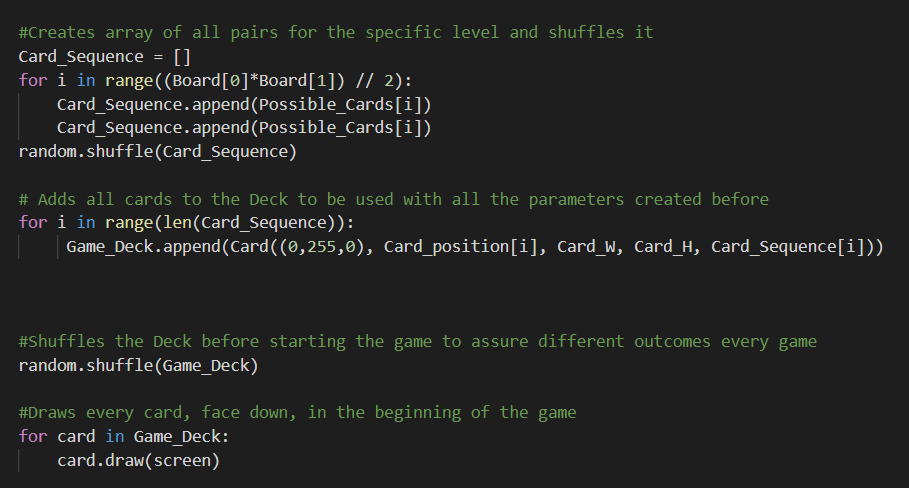 #Creates array of all pairs for the specific level and shuffles it
Card_Sequence = []
for i in range((Board[0]*Board[1]) // 2):
    Card_Sequence.append(Possible_Cards[i])
    Card_Sequence.append(Possible_Cards[i])
random.shuffle(Card_Sequence)
# Adds all cards to the Deck to be used with all the parameters created before
for i in range(len(Card_Sequence)):
     Game_Deck.append(Card((0,255,0), Card_position[i], Card_W, Card_H, Card_Sequence[i]))
#Shuffles the Deck before starting the game to assure different outcomes every game
random.shuffle(Game_Deck)
#Draws every card, face down, in the beginning of the game
for card in Game_Deck:
    card.draw(screen)